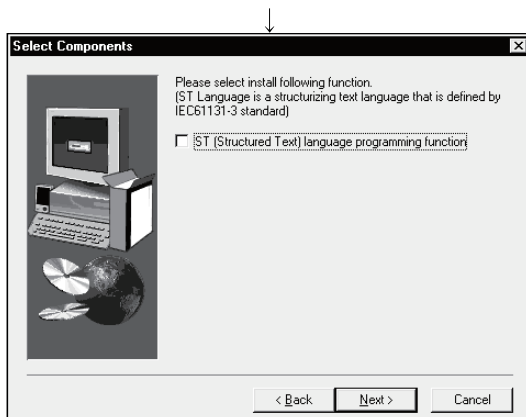 Select Components
Please select install following function.
(ST Language is a structurizing text language that is defined by
IEC61131-3 standard)
ST (Structured Text) language programming function
< Back
Next >
Cancel